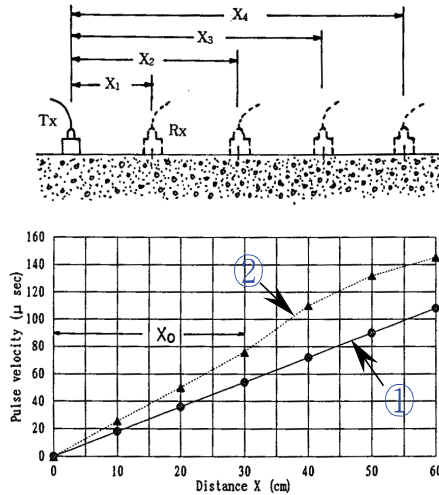 X4
X3
X2
X1
Tx
Rx
160
140
120
100
80
60
40
20
0
Pulse velocity (μ sec)
②
Xo
①
0 10 20 30 40 50 60
Distance X (cm)